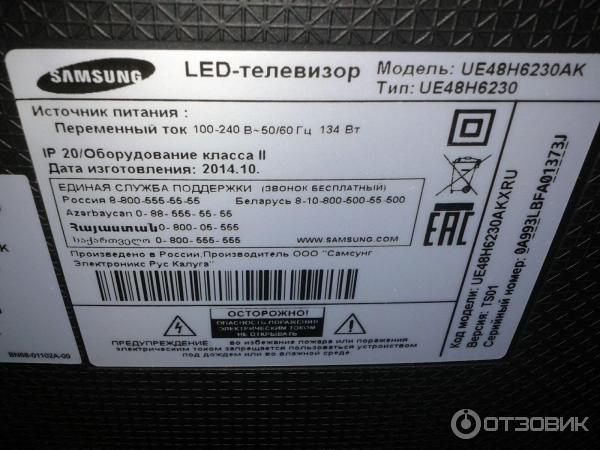 SAMSUNG
LED-телевизор
Модель: UE48H6230AK
Тип: UE48H6230
Источник питания :
Переменный ток 100-240 В~50/60 Гц 134 Вт
IP 20/Оборудование класса II
Дата изготовления: 2014.10.
ЕДИНАЯ СЛУЖБА ПОДДЕРЖКИ (ЗВОНОК БЕСПЛАТНЫЙ)
Россия 8-800-555-55-55 Беларусь 8-10-800-500-55-500
Azərbaycan 0-88-555-55-55
Հայաստան 0-800-05-555
საქართველო 0-800-555-555
WWW.SAMSUNG.COM
Произведено в России,Производитель ООО "Самсунг
Электроникс Рус Калуга"
EAC
ОСТОРОЖНО!
ОПАСНОСТЬ ПОРАЖЕНИЯ
ЭЛЕКТРИЧЕСКИМ ТОКОМ
НЕ ОТКРЫВАТЬ
ПРЕДУПРЕЖДЕНИЕ: во избежание пожара или поражения
электрическим током не пользоваться устройством
под дождем или во влажной среде
Код модели: UE48H6230AKXRU
Версия: TS01
Серийный номер: 0A993LBFA01373J
BN68-01102A-00
ОТЗОВИК